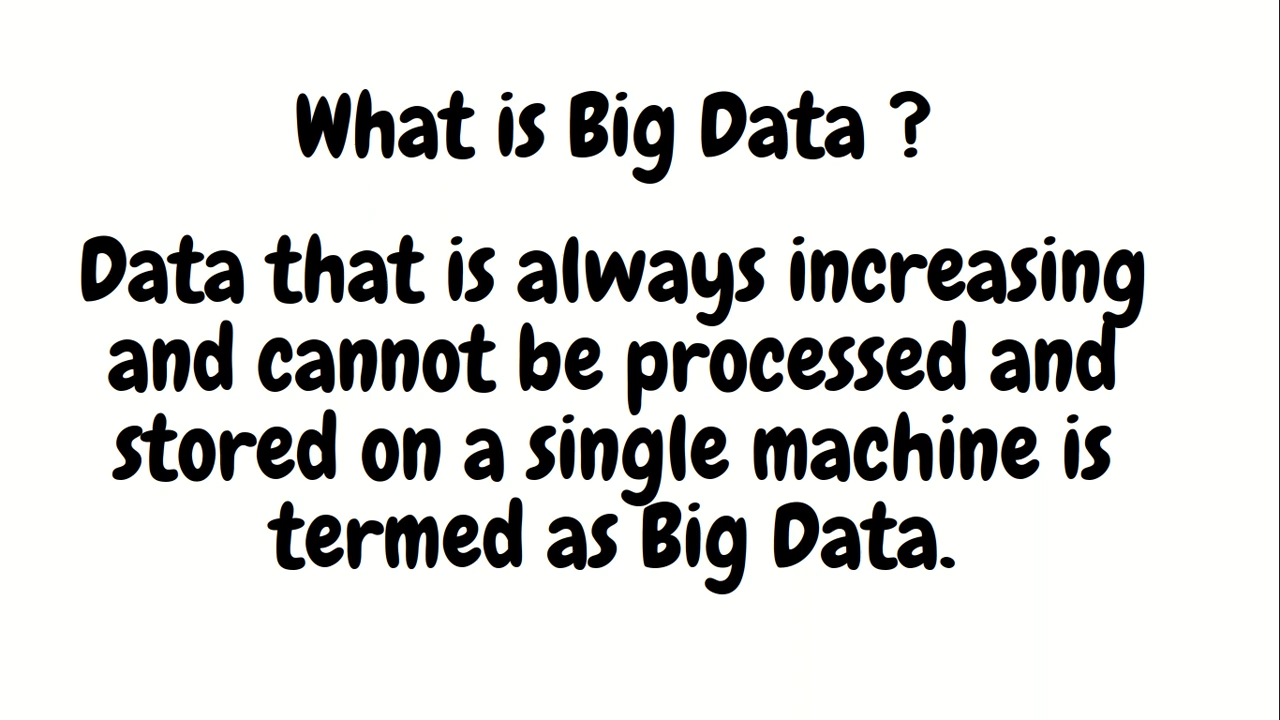 What is Big Data ?
Data that is always increasing
and cannot be processed and
stored on a single machine is
termed as Big Data.